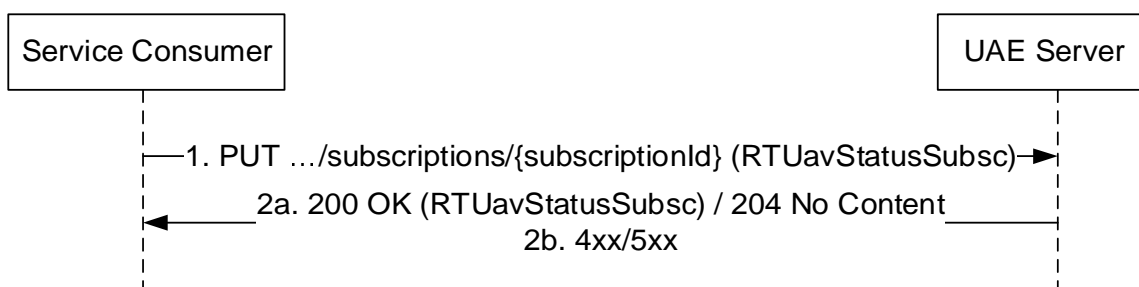 Service Consumer
UAE Server
1. PUT …/subscriptions/{subscriptionId} (RTUavStatusSubsc)
2a. 200 OK (RTUavStatusSubsc) / 204 No Content
2b. 4xx/5xx